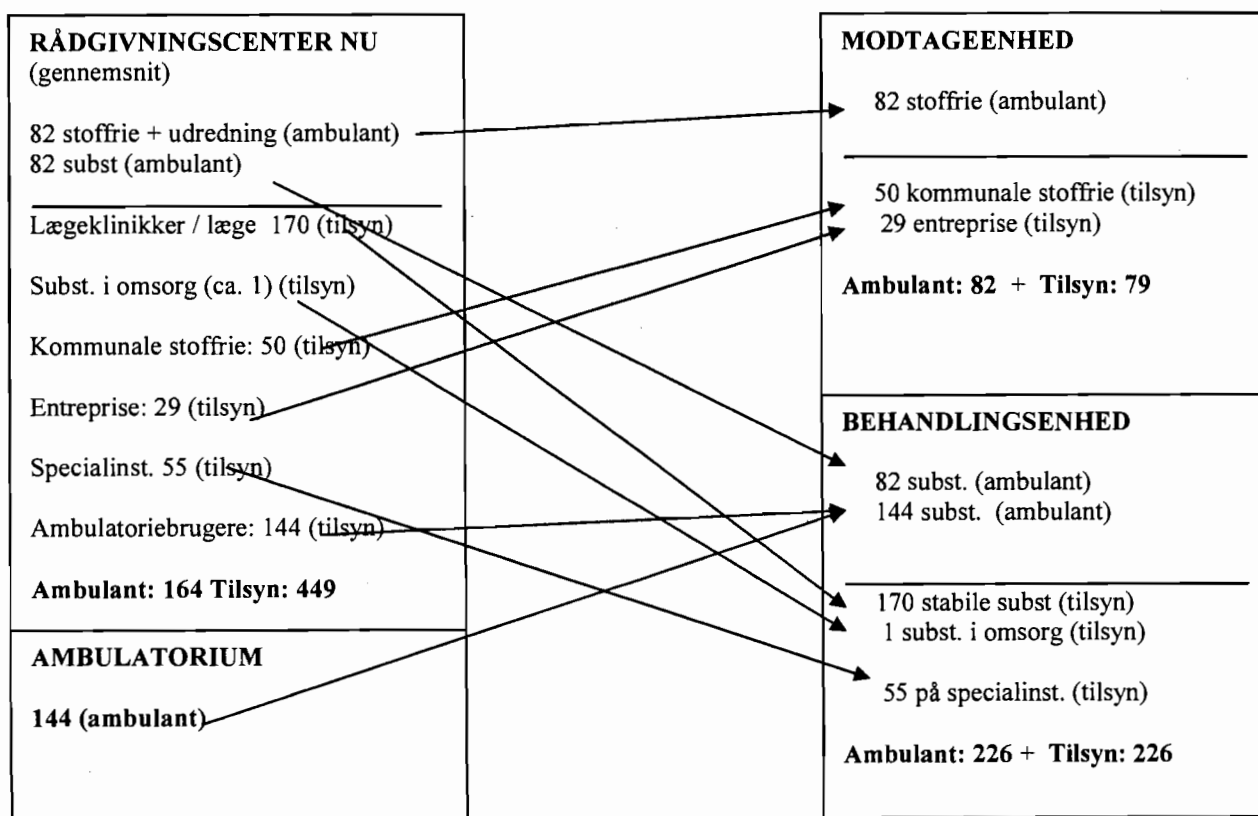 RÅDGIVNINGSCENTER NU
(gennemsnit)
82 stoffrie + udredning (ambulant)
82 subst (ambulant)
Lægeklinikker / læge 170 (tilsyn)
Subst. i omsorg (ca. 1) (tilsyn)
Kommunale stoffrie: 50 (tilsyn)
Entreprise: 29 (tilsyn)
Specialinst. 55 (tilsyn)
Ambulatoriebrugere: 144 (tilsyn)
Ambulant: 164 Tilsyn: 449
AMBULATORIUM
144 (ambulant)
MODTAGEENHED
82 stoffrie (ambulant)
50 kommunale stoffrie (tilsyn)
29 entreprise (tilsyn)
Ambulant: 82 + Tilsyn: 79
BEHANDLINGSENHED
82 subst. (ambulant)
144 subst. (ambulant)
170 stabile subst (tilsyn)
1 subst. i omsorg (tilsyn)
55 på specialinst. (tilsyn)
Ambulant: 226 + Tilsyn: 226